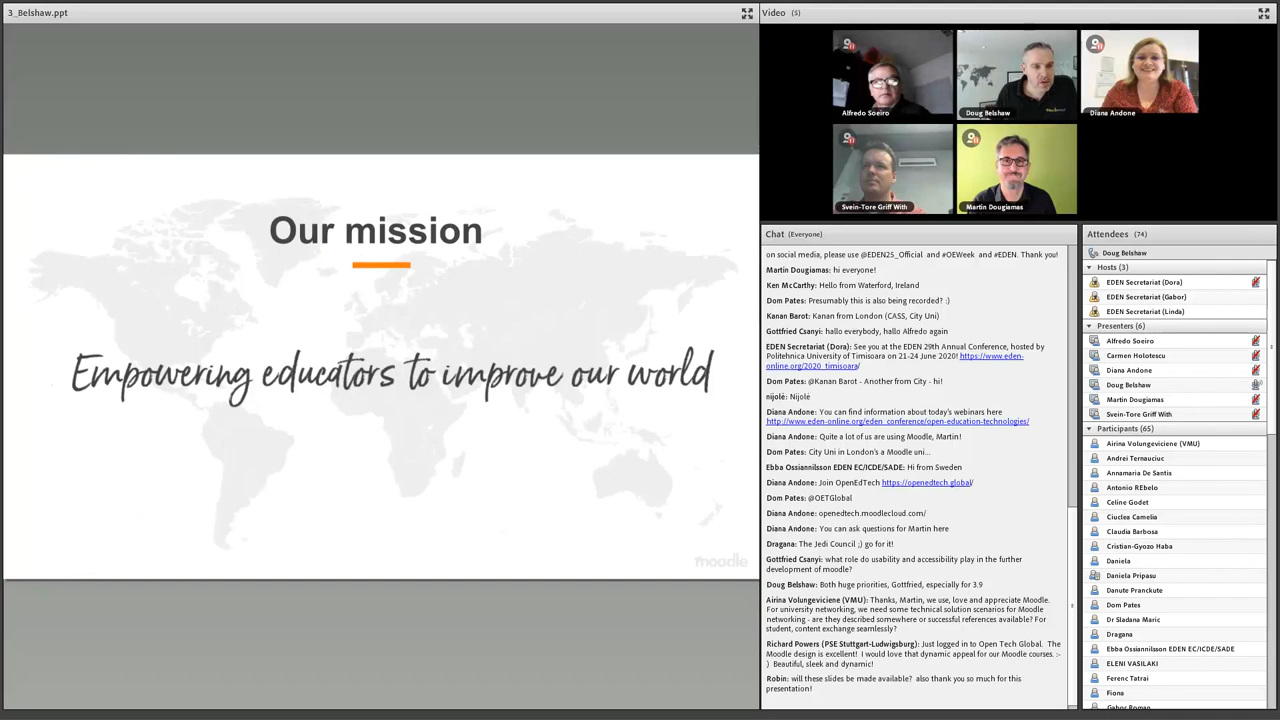 3_Belshaw.ppt
Our mission
Empowering educators to improve our world
moodle
Video (5)
Alfredo Soeiro
Doug Belshaw
Diana Andone
Svein-Tore Griff With
Martin Dougiamas
Chat (Everyone)
on social media, please use @EDEN25_Official and #OEWeek and #EDEN. Thank you!
Martin Dougiamas: hi everyone!
Ken McCarthy: Hello from Waterford, Ireland
Dom Pates: Presumably this is also being recorded? :)
Kanan Barot: Kanan from London (CASS, City Uni)
Gottfried Csanyi: hallo everybody, hallo Alfredo again
EDEN Secretariat (Dora): See you at the EDEN 29th Annual Conference, hosted by
Politehnica University of Timisoara on 21-24 June 2020! https://www.eden-
online.org/2020_timisoara/
Dom Pates: @Kanan Barot - Another from City - hi!
nijolė: Nijolė
Diana Andone: You can find information about today's webinars here
http://www.eden-online.org/eden_conference/open-education-technologies/
Diana Andone: Quite a lot of us are using Moodle, Martin!
Dom Pates: City Uni in London's a Moodle uni...
Ebba Ossiannilsson EDEN EC/ICDE/SADE: Hi from Sweden
Diana Andone: Join OpenEdTech https://openedtech.global/
Dom Pates: @OETGlobal
Diana Andone: openedtech.moodlecloud.com/
Diana Andone: You can ask questions for Martin here
Dragana: The Jedi Council ;) go for it!
Gottfried Csanyi: what role do usability and accessibility play in the further
development of moodle?
Doug Belshaw: Both huge priorities, Gottfried, especially for 3.9
Airina Volungeviciene (VMU): Thanks, Martin, we use, love and appreciate Moodle.
For university networking, we need some technical solution scenarios for Moodle
networking - are they described somewhere or successful references available? For
student, content exchange seamlessly?
Richard Powers (PSE Stuttgart-Ludwigsburg): Just logged in to Open Tech Global. The
Moodle design is excellent! I would love that dynamic appeal for our Moodle courses. :-
) Beautiful, sleek and dynamic!
Robin: will these slides be made available? also thank you so much for this
presentation!
Attendees (74)
Doug Belshaw
Hosts (3)
EDEN Secretariat (Dora)
EDEN Secretariat (Gabor)
EDEN Secretariat (Linda)
Presenters (6)
Alfredo Soeiro
Carmen Holotescu
Diana Andone
Doug Belshaw
Martin Dougiamas
Svein-Tore Griff With
Participants (65)
Airina Volungeviciene (VMU)
Andrei Ternauciuc
Annamaria De Santis
Antonio REbelo
Celine Godet
Ciuclea Camelia
Claudia Barbosa
Cristian-Gyozo Haba
Daniela
Daniela Pripasu
Danute Pranckute
Dom Pates
Dr Sladana Maric
Dragana
Ebba Ossiannilsson EDEN EC/ICDE/SADE
ELENI VASILAKI
Ferenc Tatrai
Fiona
Gabor Roman